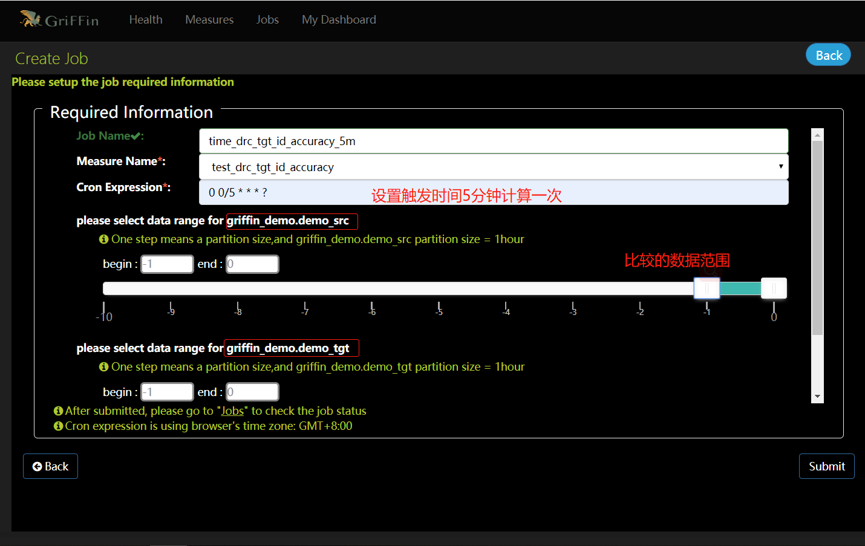 GriFFin Health Measures Jobs My Dashboard
Create Job Back
Please setup the job required information
Required Information
Job Name✔:
time_drc_tgt_id_accuracy_5m
Measure Name*:
test_drc_tgt_id_accuracy
Cron Expression*:
0 0/5 * * * ?
设置触发时间5分钟计算一次
please select data range for griffin_demo.demo_src
One step means a partition size,and griffin_demo.demo_src partition size = 1hour
比较的数据范围
begin : -1 end : 0
-10 -9 -8 -7 -6 -5 -4 -3 -2 -1 0
please select data range for griffin_demo.demo_tgt
One step means a partition size,and griffin_demo.demo_tgt partition size = 1hour
begin : -1 end : 0
After submitted, please go to "Jobs" to check the job status
Cron expression is using browser's time zone: GMT+8:00
Back Submit